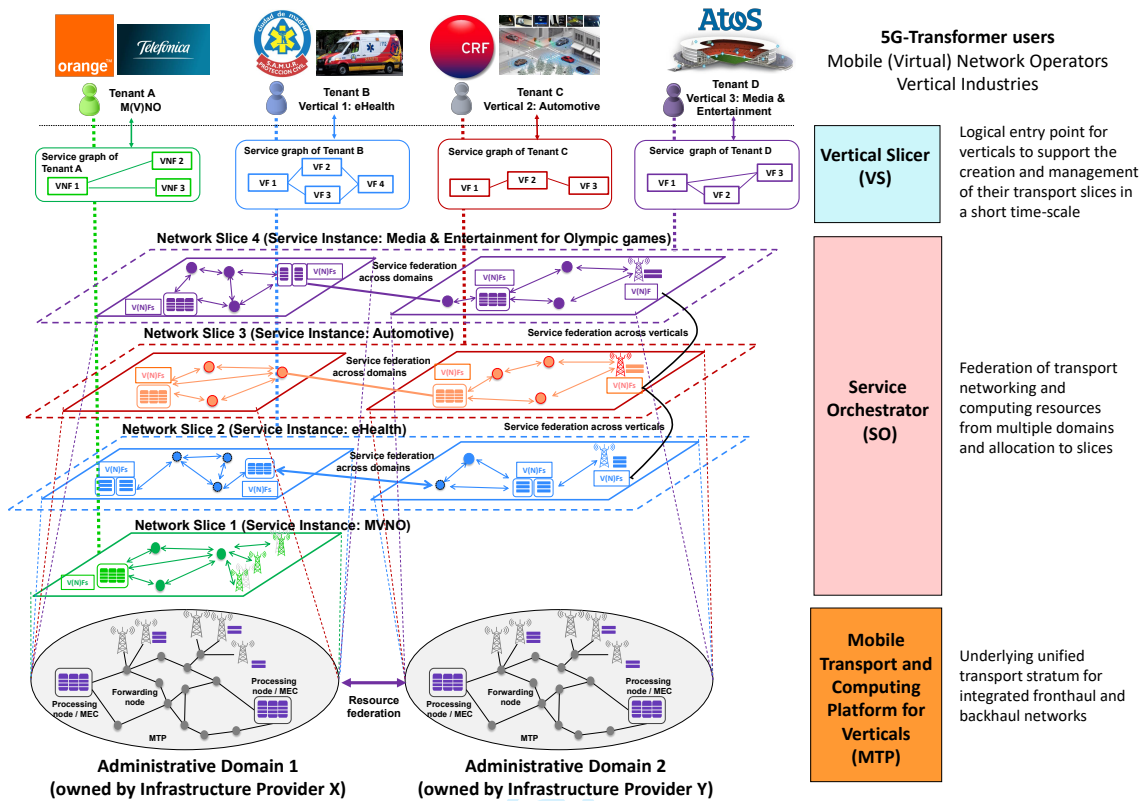 orange™
Telefónica
ciudad de madrid
S.A.M.U.R.
PROTECCION CIVIL
CRF
Atos
5G-Transformer users
Mobile (Virtual) Network Operators
Vertical Industries
Tenant A
M(V)NO
Tenant B
Vertical 1: eHealth
Tenant C
Vertical 2: Automotive
Tenant D
Vertical 3: Media &
Entertainment
Service graph of
Tenant A
VNF 1
VNF 2
VNF 3
Service graph of Tenant B
VF 1
VF 2
VF 3
VF 4
Service graph of Tenant C
VF 1
VF 2
VF 3
Service graph of Tenant D
VF 1
VF 2
VF 3
Vertical Slicer
(VS)
Logical entry point for
verticals to support the
creation and management
of their transport slices in
a short time-scale
Network Slice 4 (Service Instance: Media & Entertainment for Olympic games)
V(N)Fs
V(N)Fs
Service federation
across domains
V(N)Fs
V(N)F
Service federation across verticals
Network Slice 3 (Service Instance: Automotive)
V(N)Fs
Service federation
across domains
V(N)Fs
V(N)Fs
Service federation across verticals
Network Slice 2 (Service Instance: eHealth)
V(N)Fs
V(N)Fs
Service federation
across domains
V(N)Fs
V(N)Fs
Network Slice 1 (Service Instance: MVNO)
V(N)Fs
Service
Orchestrator
(SO)
Federation of transport
networking and
computing resources
from multiple domains
and allocation to slices
Processing
node / MEC
Forwarding
node
Processing
node / MEC
MTP
Resource
federation
Processing
node / MEC
Forwarding
node
Processing
node / MEC
MTP
Mobile
Transport and
Computing
Platform for
Verticals
(MTP)
Underlying unified
transport stratum for
integrated fronthaul and
backhaul networks
Administrative Domain 1
(owned by Infrastructure Provider X)
Administrative Domain 2
(owned by Infrastructure Provider Y)